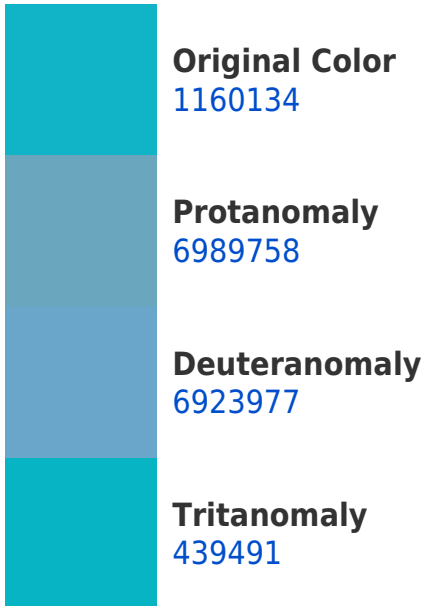 Original Color
1160134
Protanomaly
6989758
Deuteranomaly
6923977
Tritanomaly
439491